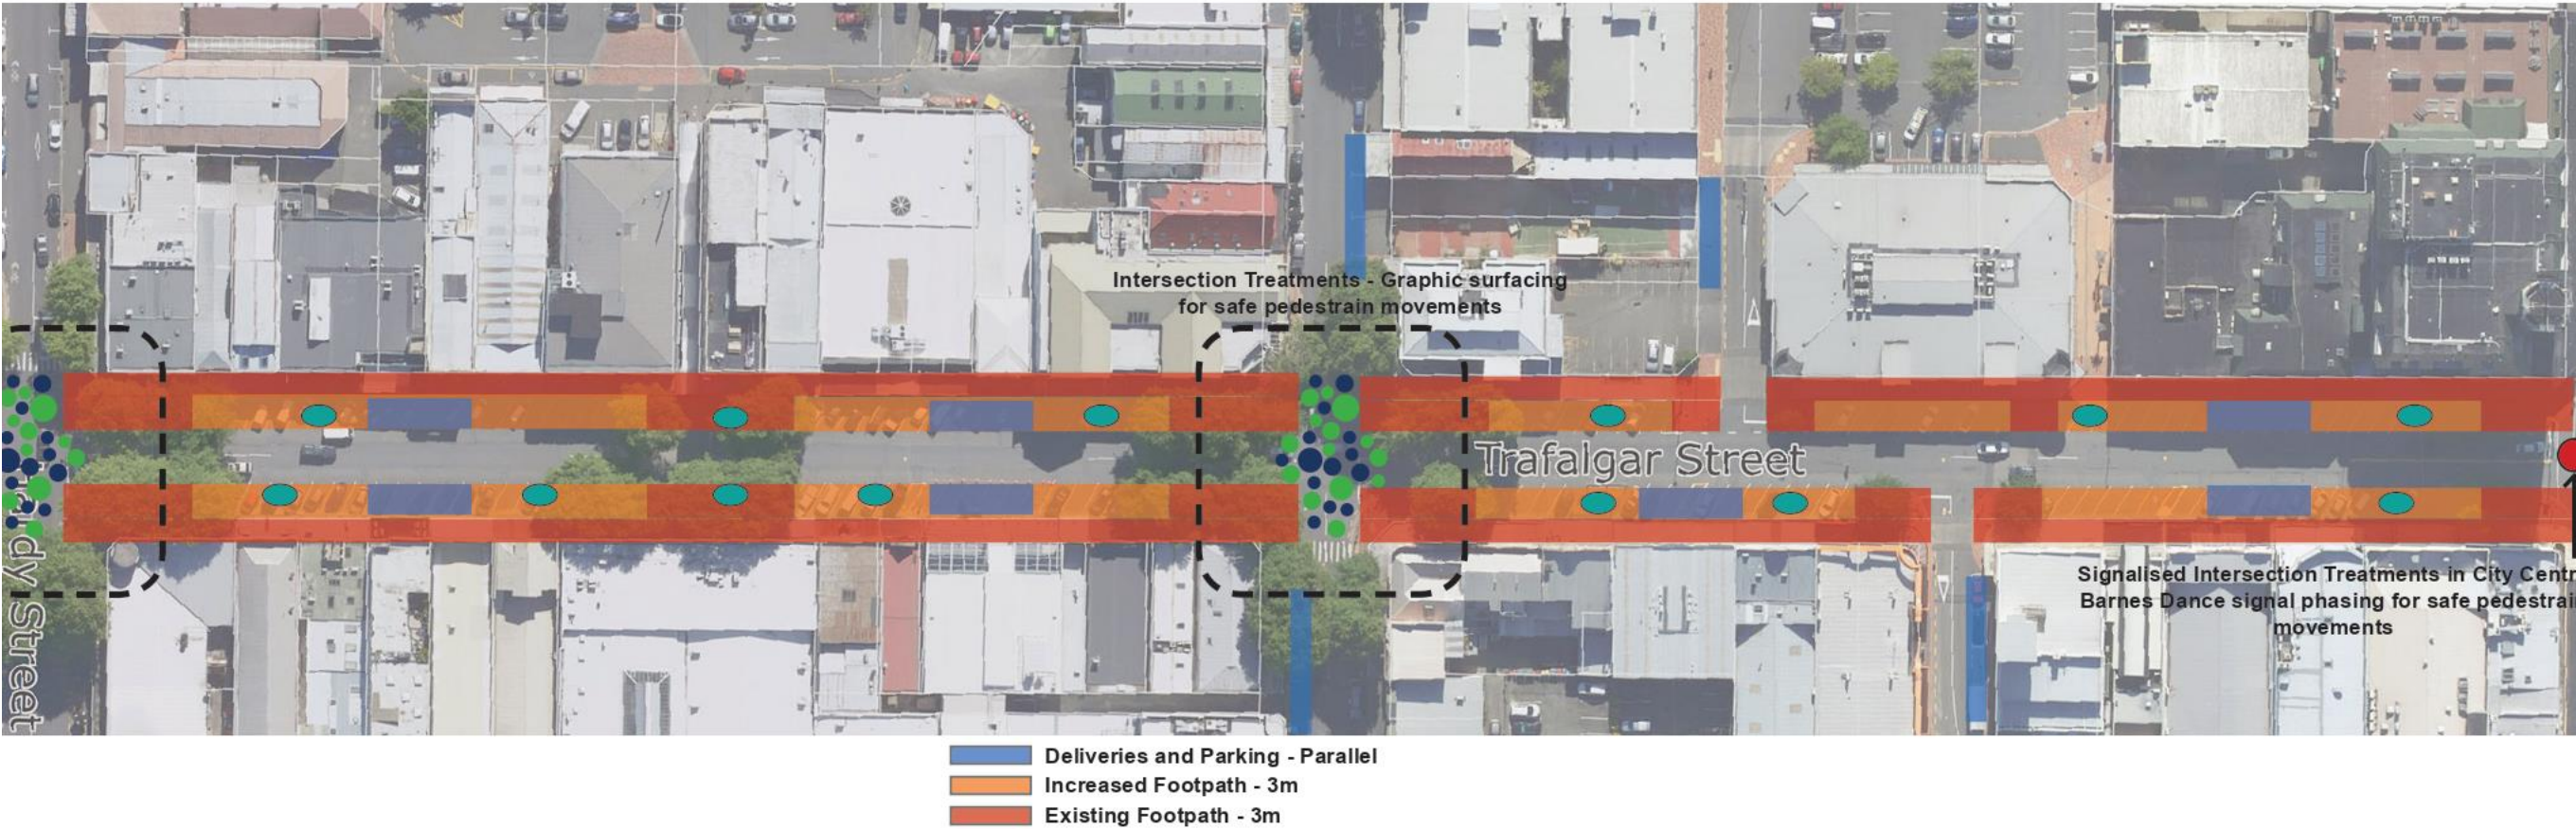 Intersection Treatments - Graphic surfacing
for safe pedestrain movements
Trafalgar Street
dy Street
Signalised Intersection Treatments in City Centr
Barnes Dance signal phasing for safe pedestrai
movements
Deliveries and Parking - Parallel
Increased Footpath - 3m
Existing Footpath - 3m